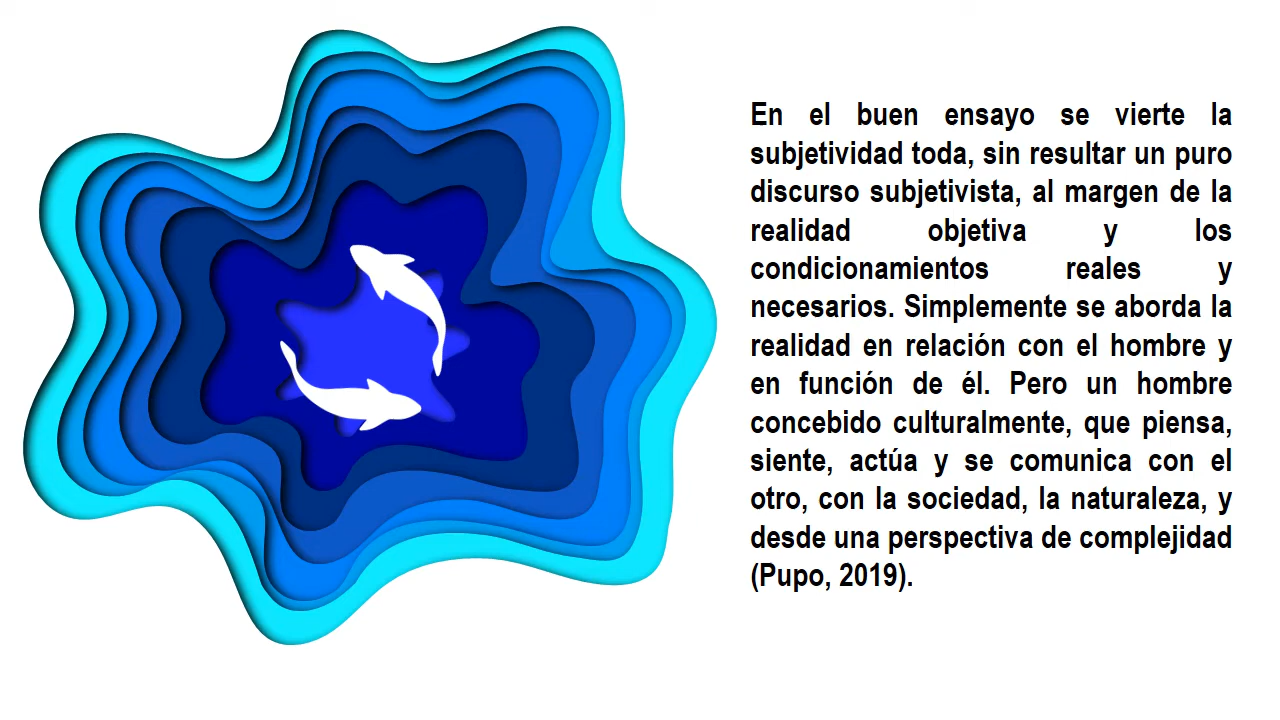 En el buen ensayo se vierte la
subjetividad toda, sin resultar un puro
discurso subjetivista, al margen de la
realidad objetiva y los
condicionamientos reales y
necesarios. Simplemente se aborda la
realidad en relación con el hombre y
en función de él. Pero un hombre
concebido culturalmente, que piensa,
siente, actúa y se comunica con el
otro, con la sociedad, la naturaleza, y
desde una perspectiva de complejidad
(Pupo, 2019).